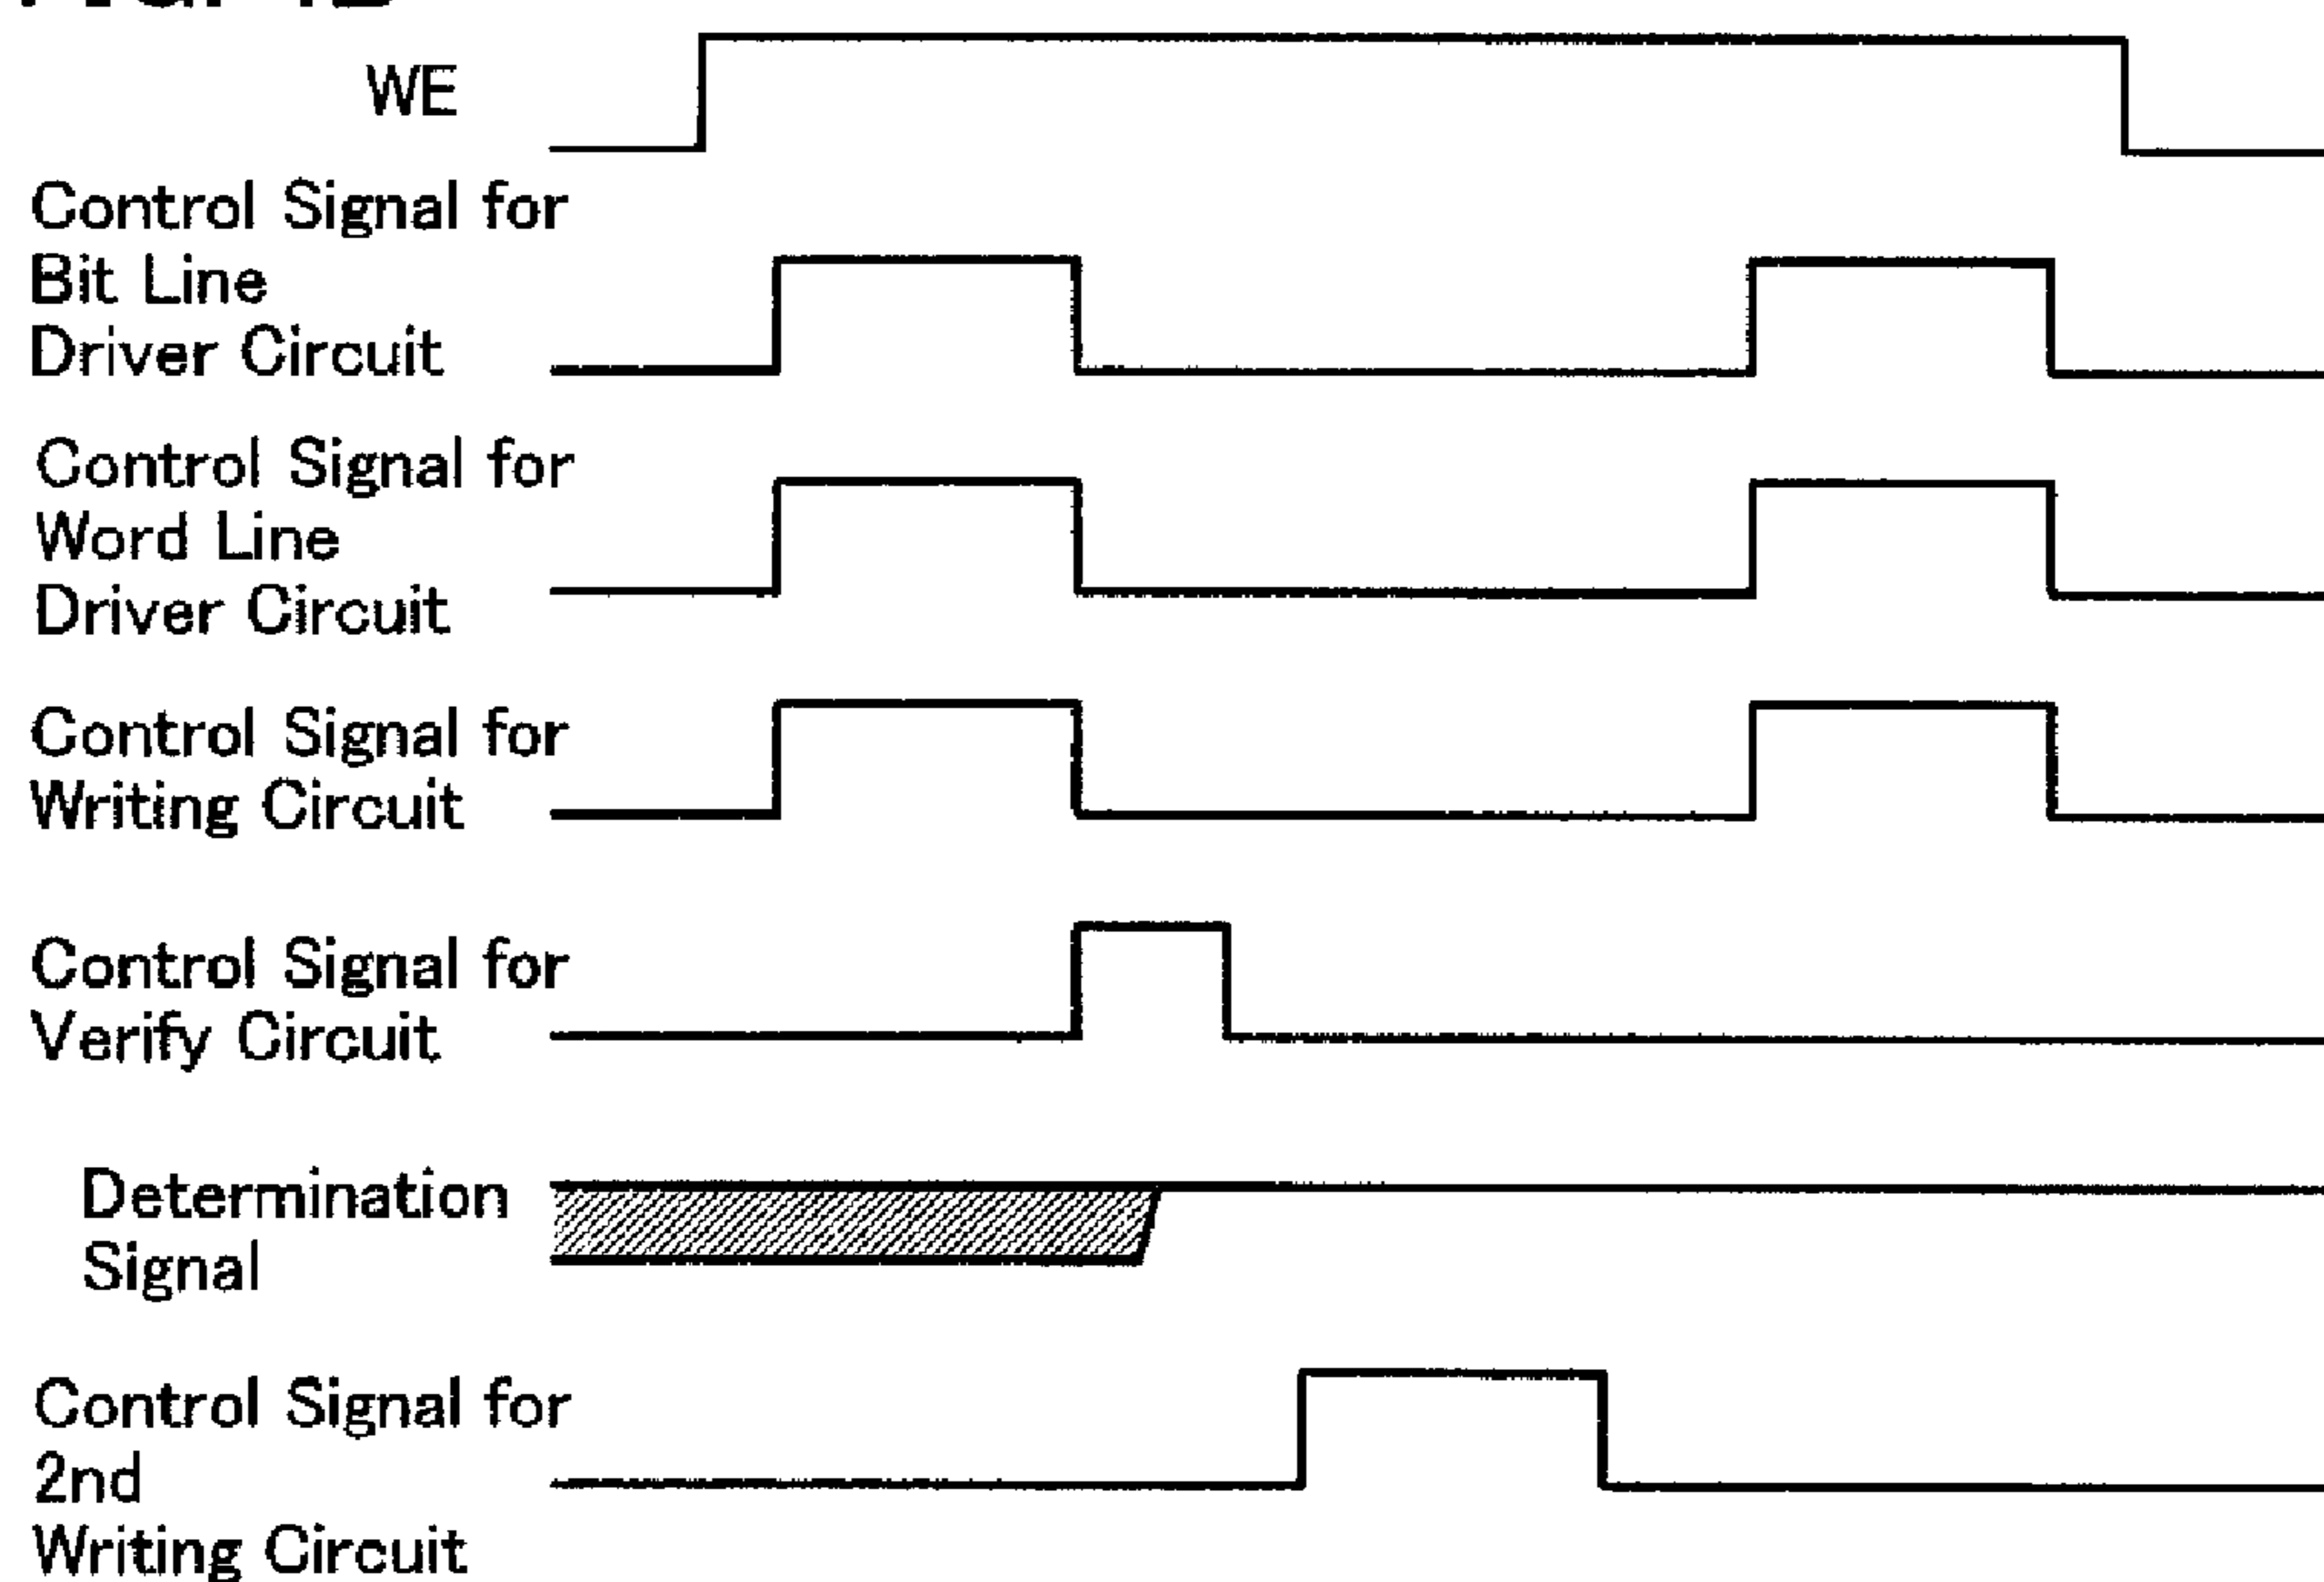 WE
Control Signal for
Bit Line
Driver Circuit
Control Signal for
Word Line
Driver Circuit
Control Signal for
Writing Circuit
Control Signal for
Verify Circuit
Determination
Signal
Control Signal for
2nd
Writing Circuit